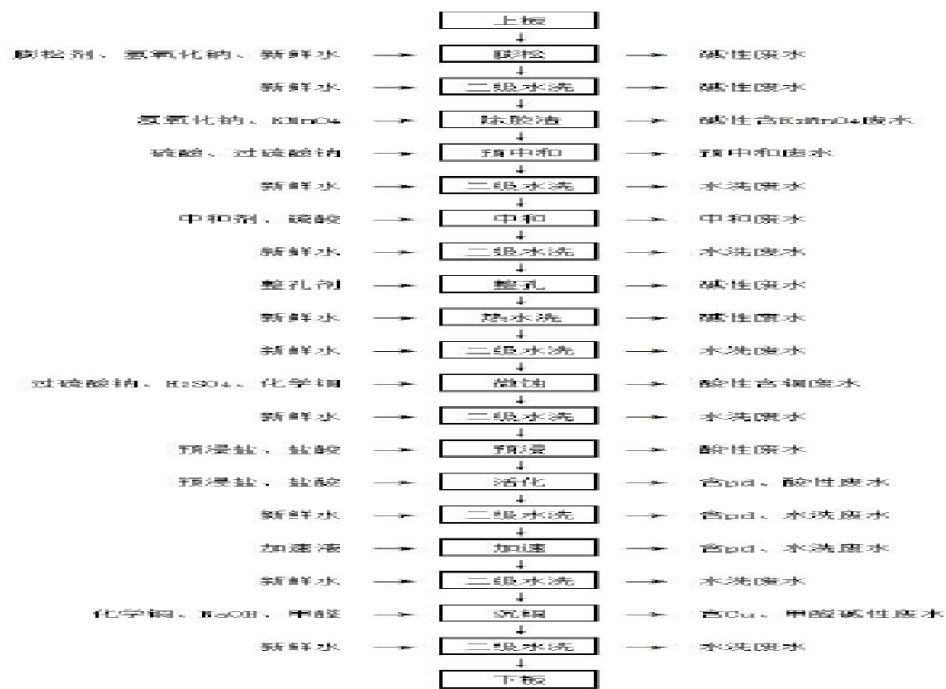 上板
膨松剂、氢氧化钠、新鲜水 → 膨松 → 碱性废水
新鲜水 → 二级水洗 → 碱性废水
氢氧化钠、KMnO4 → 除胶渣 → 碱性含KMnO4废水
硫酸、过硫酸钠 → 预中和 → 预中和废水
新鲜水 → 二级水洗 → 水洗废水
中和剂、硫酸 → 中和 → 中和废水
新鲜水 → 二级水洗 → 水洗废水
整孔剂 → 整孔 → 碱性废水
新鲜水 → 热水洗 → 碱性废水
新鲜水 → 二级水洗 → 水洗废水
过硫酸钠、H2SO4、化学铜 → 微蚀 → 酸性含铜废水
新鲜水 → 二级水洗 → 水洗废水
预浸盐、盐酸 → 预浸 → 酸性废水
预浸盐、盐酸 → 活化 → 含pd、酸性废水
新鲜水 → 二级水洗 → 含pd、水洗废水
加速液 → 加速 → 含pd、水洗废水
新鲜水 → 二级水洗 → 水洗废水
化学铜、NaOH、甲醛 → 沉铜 → 含Cu、甲醛碱性废水
新鲜水 → 二级水洗 → 水洗废水
下板